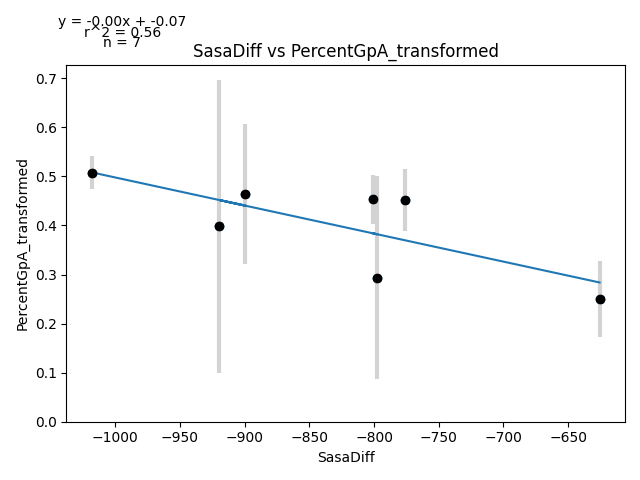 y = -0.00x + -0.07
r^2 = 0.56
n = 7
SasaDiff vs PercentGpA_transformed
PercentGpA_transformed
0.7
0.6
0.5
0.4
0.3
0.2
0.1
0.0
−1000 −950 −900 −850 −800 −750 −700 −650
SasaDiff